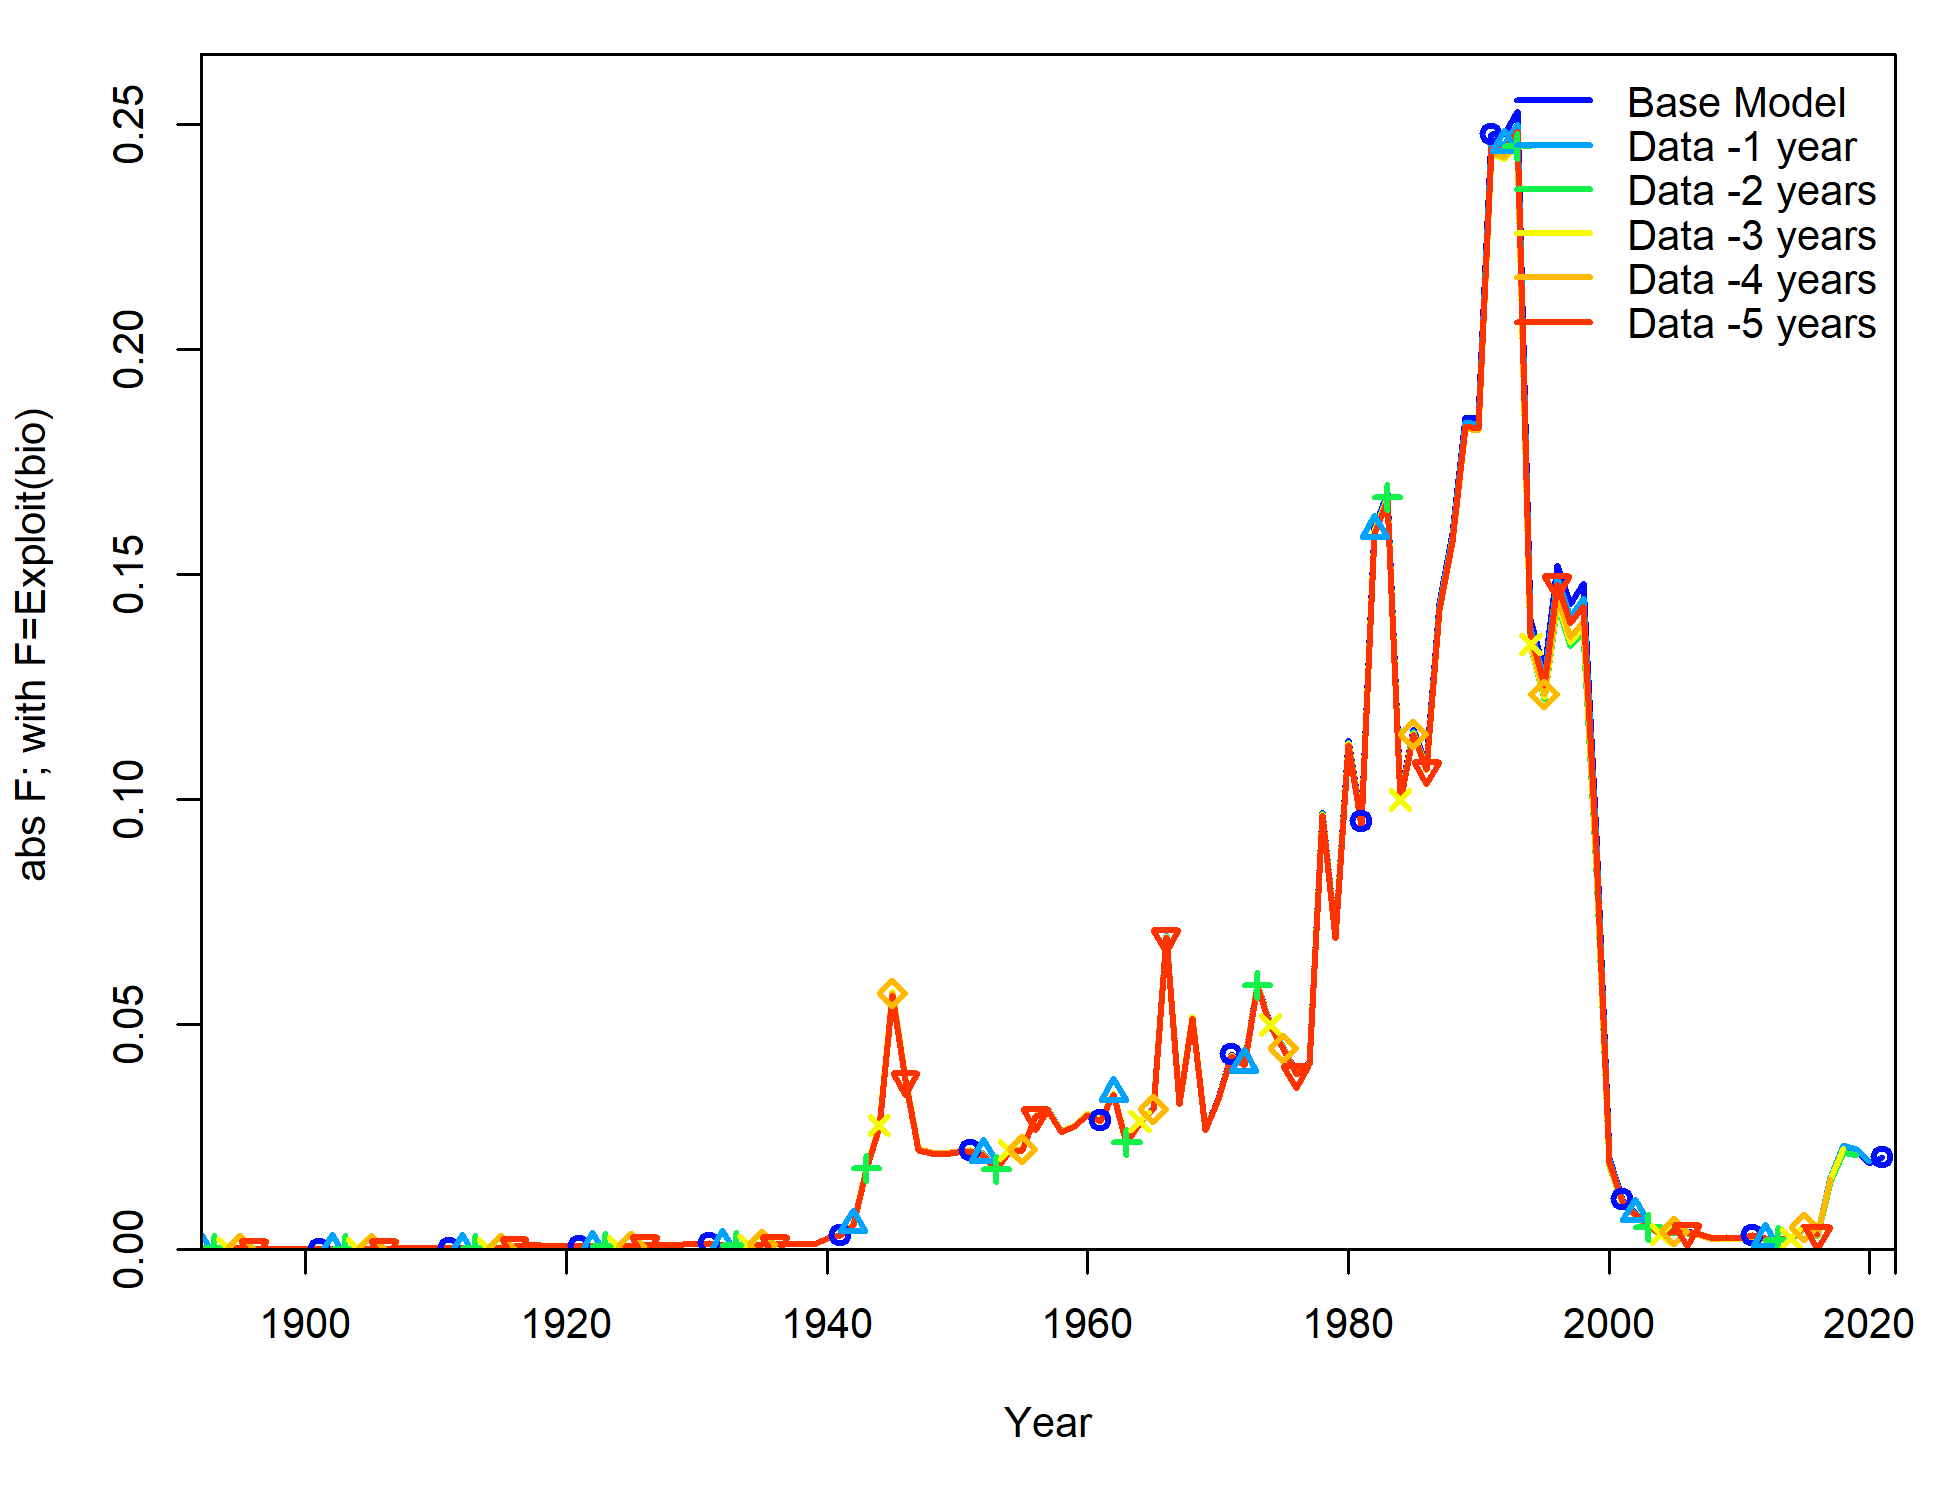 0.25
0.20
0.15
0.10
0.05
0.00
abs F; with F=Exploit(bio)
Base Model
Data -1 year
Data -2 years
Data -3 years
Data -4 years
Data -5 years
1900 1920 1940 1960 1980 2000 2020
Year